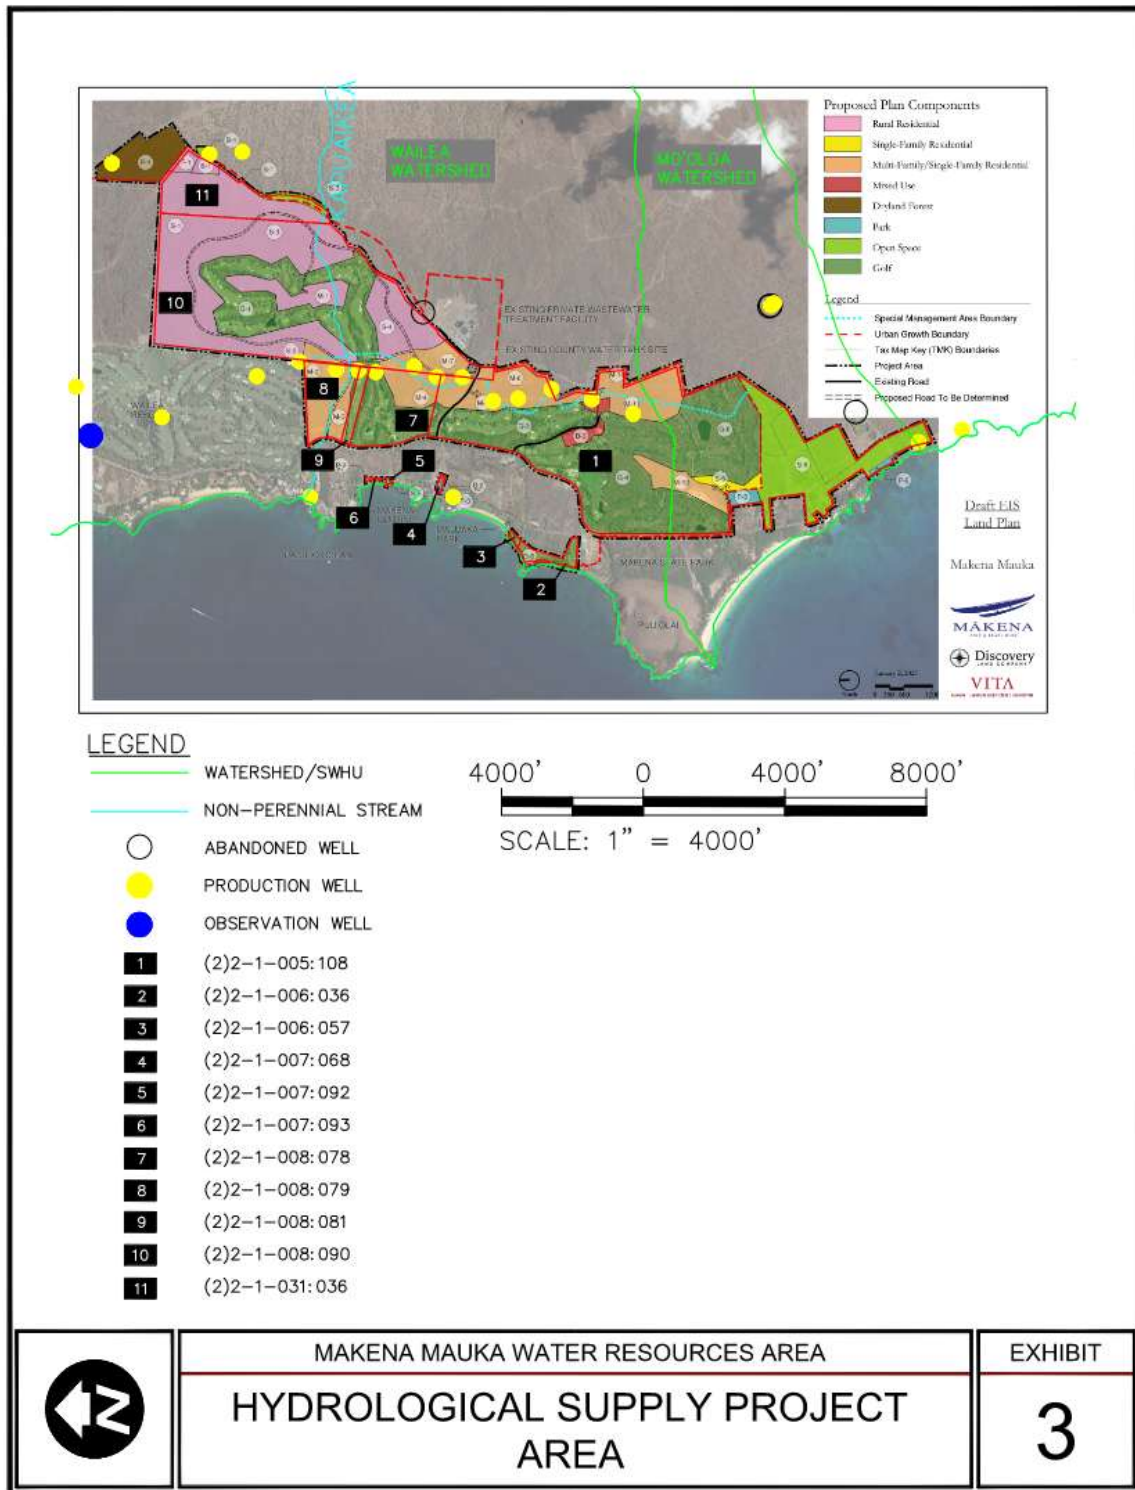 KAPUAIKEA
WAILEA
WATERSHED
MO'OLOA
WATERSHED
Proposed Plan Components
Rural Residential
Single-Family Residential
Multi-Family/Single-Family Residential
Mixed Use
Dryland Forest
Park
Open Space
Golf
Legend
Special Management Area Boundary
Urban Growth Boundary
Tax Map Key (TMK) Boundaries
Project Area
Existing Road
Proposed Road To Be Determined
EXISTING PRIVATE WASTEWATER
TREATMENT FACILITY
EXISTING COUNTY WATER TANK SITE
11
10
8
7
9
5
1
6
4
3
2
MAKENA STATE PARK
PUU OLAI
Draft EIS
Land Plan
Makena Mauka
MĀKENA
Discovery
LAND COMPANY
VITA
LEGEND
WATERSHED/SWHU
NON-PERENNIAL STREAM
ABANDONED WELL
PRODUCTION WELL
OBSERVATION WELL
4000' 0 4000' 8000'
SCALE: 1" = 4000'
1 (2)2-1-005:108
2 (2)2-1-006:036
3 (2)2-1-006:057
4 (2)2-1-007:068
5 (2)2-1-007:092
6 (2)2-1-007:093
7 (2)2-1-008:078
8 (2)2-1-008:079
9 (2)2-1-008:081
10 (2)2-1-008:090
11 (2)2-1-031:036
N
MAKENA MAUKA WATER RESOURCES AREA
HYDROLOGICAL SUPPLY PROJECT
AREA
EXHIBIT
3